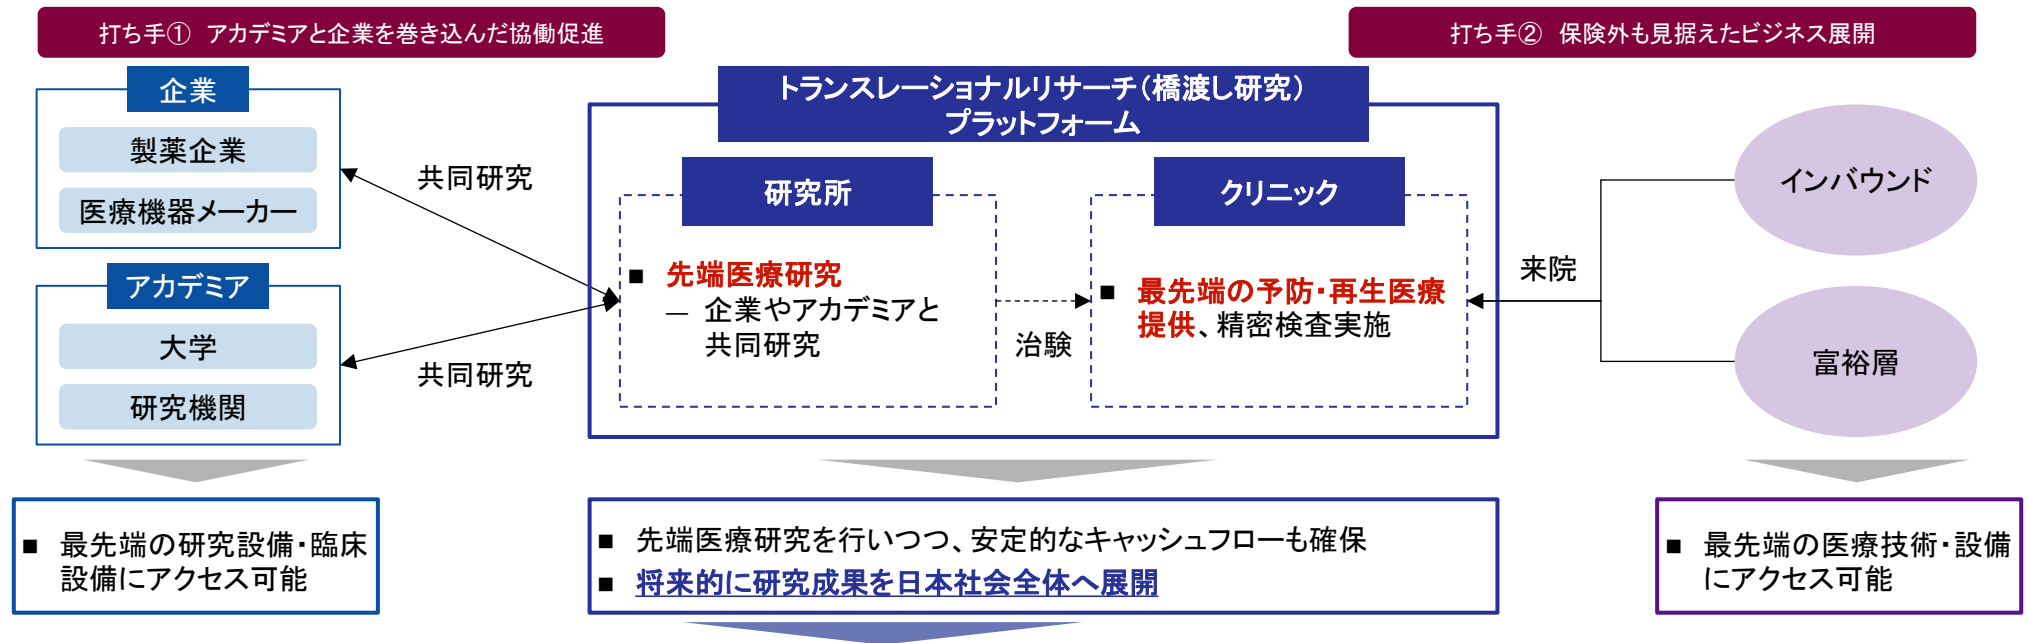 打ち手① アカデミアと企業を巻き込んだ協働促進
打ち手② 保険外も見据えたビジネス展開
企業
製薬企業
医療機器メーカー
アカデミア
大学
研究機関
共同研究
共同研究
トランスレーショナルリサーチ（橋渡し研究）
プラットフォーム
研究所
■ 先端医療研究
― 企業やアカデミアと
共同研究
治験
クリニック
■ 最先端の予防・再生医療
提供、精密検査実施
来院
インバウンド
富裕層
■ 最先端の研究設備・臨床
設備にアクセス可能
■ 先端医療研究を行いつつ、安定的なキャッシュフローも確保
■ 将来的に研究成果を日本社会全体へ展開
■ 最先端の医療技術・設備
にアクセス可能